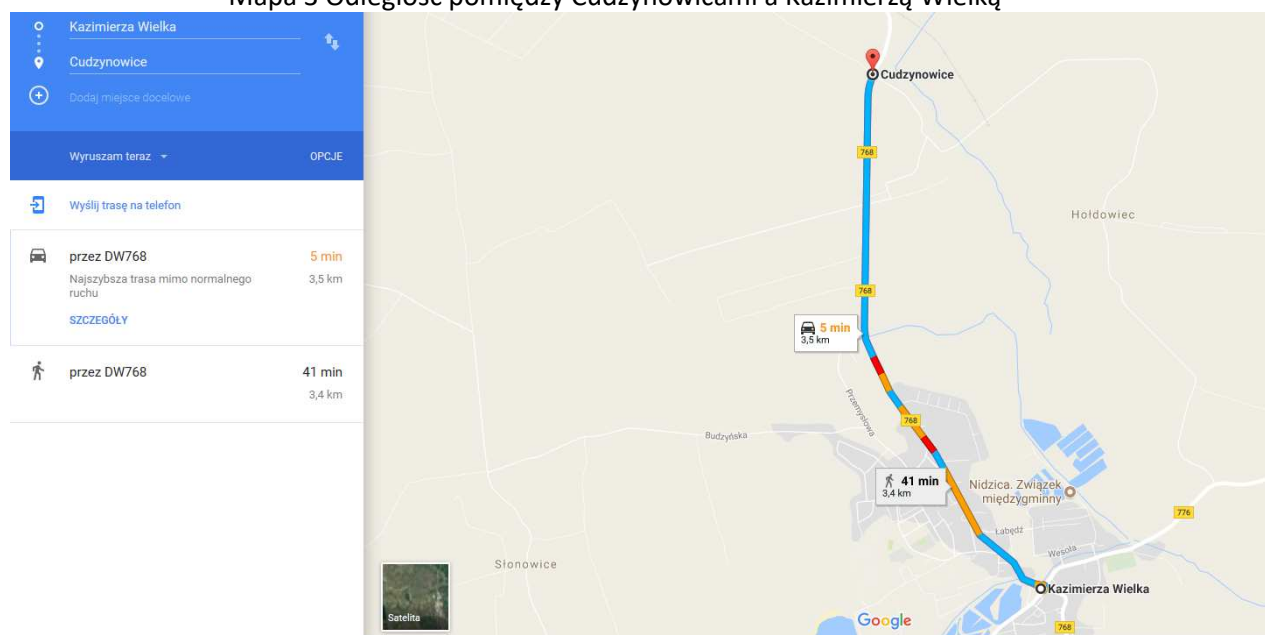 Mapa 3 Odległość pomiędzy Cudzynowicami a Kazimierzą Wielką
Kazimierza Wielka
Cudzynowice
Dodaj miejsce docelowe
Wyruszam teraz
OPCJE
Wyślij trasę na telefon
przez DW768
5 min
Najszybsza trasa mimo normalnego
3,5 km
ruchu
SZCZEGÓŁY
przez DW768
41 min
3,4 km
Cudzynowice
768
Hołdowiec
768
5 min
3,5 km
Przemysłowa
768
Budzyńska
41 min
3,4 km
Nidzica. Związek
międzygminny
776
Łabędź
Wesoła
Słonowice
Kazimierza Wielka
Satelita
Google
768